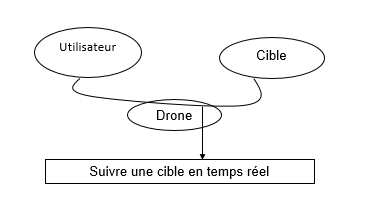 Utilisateur
Cible
Drone
Suivre une cible en temps réel